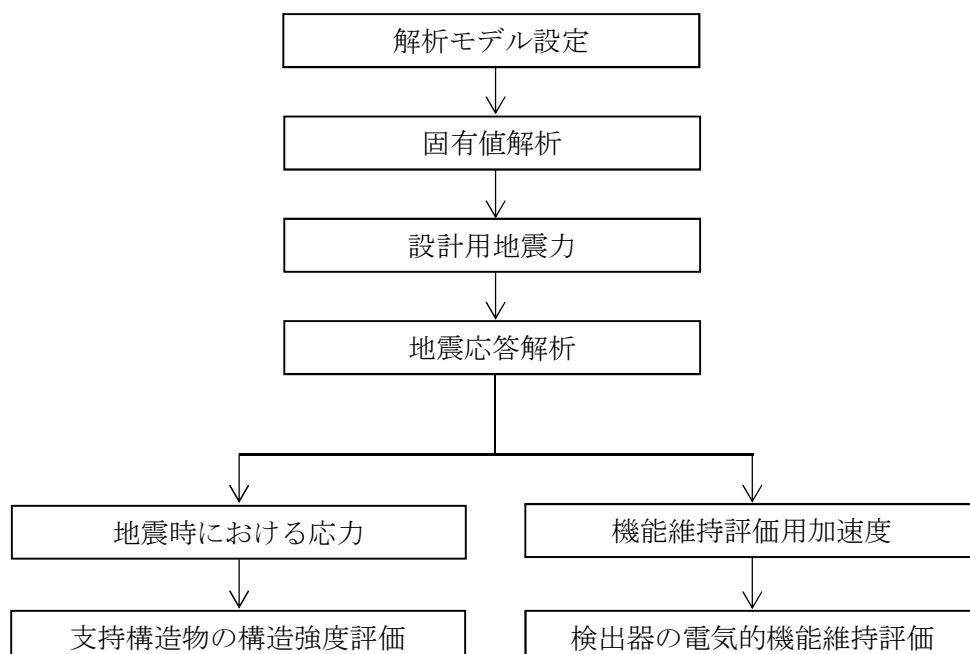 解析モデル設定
固有値解析
設計用地震力
地震応答解析
地震時における応力
機能維持評価用加速度
支持構造物の構造強度評価
検出器の電気的機能維持評価